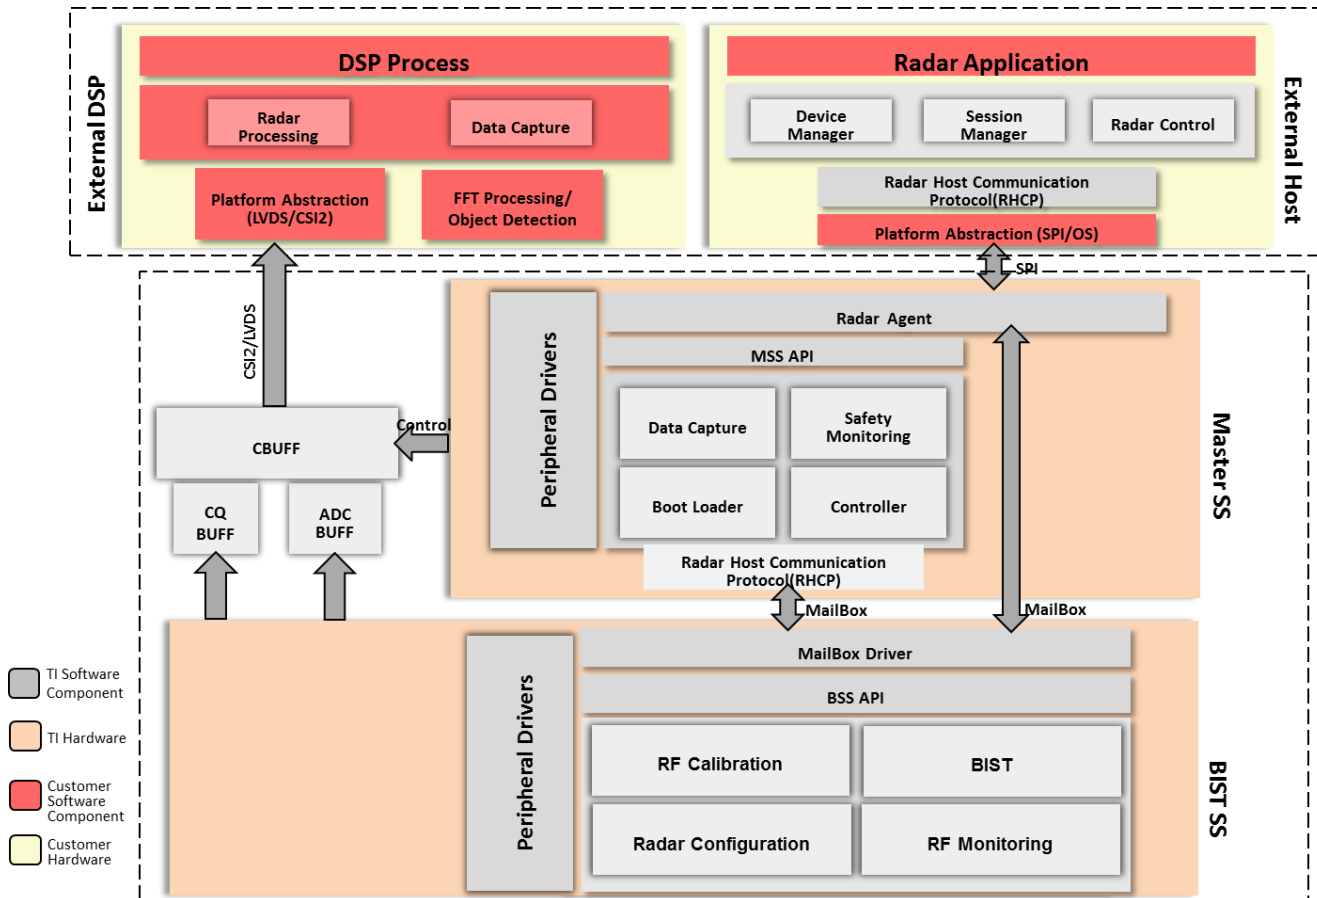 External DSP
DSP Process
Radar
Processing
Data Capture
Platform Abstraction
(LVDS/CSI2)
FFT Processing/
Object Detection
Radar Application
Device
Manager
Session
Manager
Radar Control
Radar Host Communication
Protocol(RHCP)
Platform Abstraction (SPI/OS)
External Host
SPI
CSI2/LVDS
Control
CBUFF
CQ
BUFF
ADC
BUFF
Peripheral Drivers
Radar Agent
MSS API
Data Capture
Safety
Monitoring
Boot Loader
Controller
Radar Host Communication
Protocol(RHCP)
Master SS
MailBox
MailBox
Peripheral Drivers
MailBox Driver
BSS API
RF Calibration
BIST
Radar Configuration
RF Monitoring
BIST SS
TI Software
Component
TI Hardware
Customer
Software
Component
Customer
Hardware